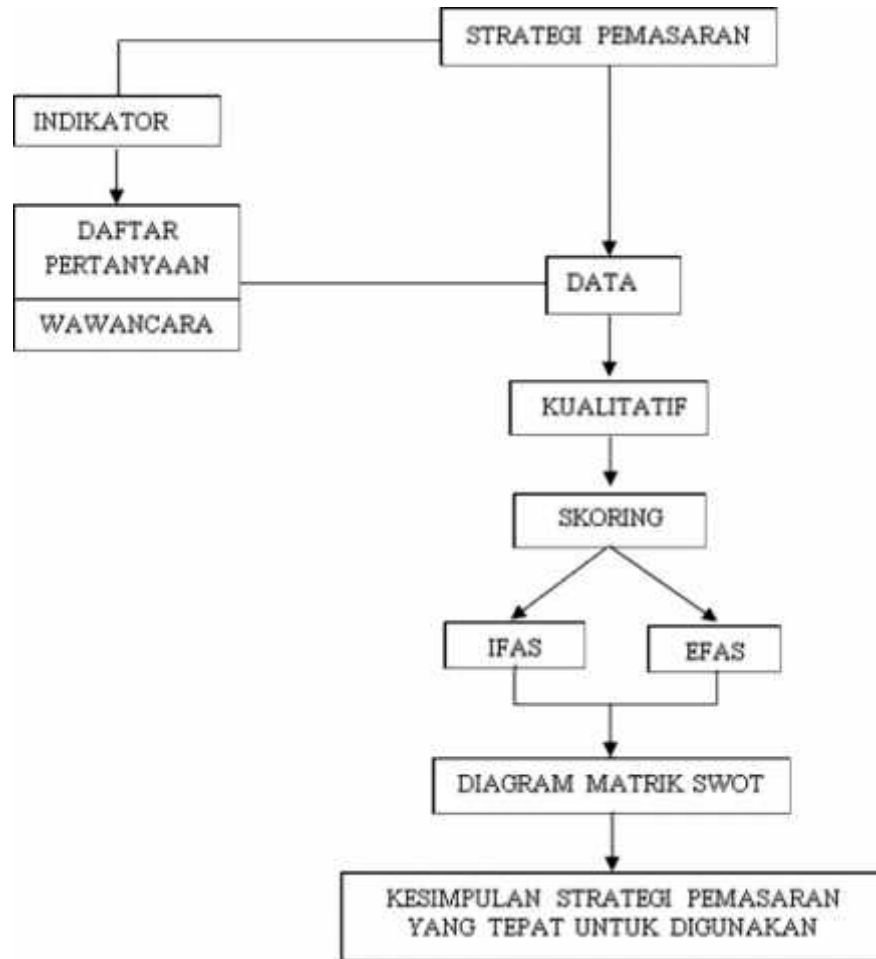 STRATEGI PEMASARAN
INDIKATOR
DAFTAR
PERTANYAAN
WAWANCARA
DATA
KUALITATIF
SKORING
IFAS
EFAS
DIAGRAM MATRIK SWOT
KESIMPULAN STRATEGI PEMASARAN
YANG TEPAT UNTUK DIGUNAKAN